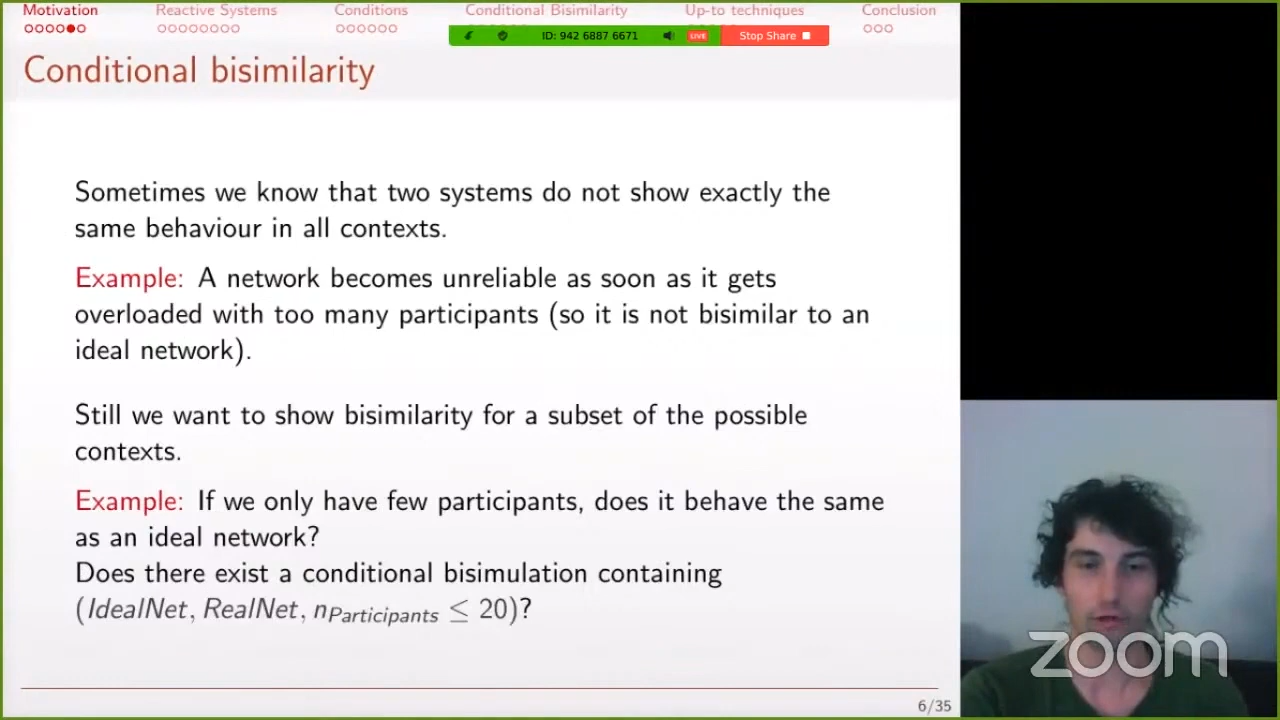 Motivation Reactive Systems Conditions Conditional Bisimilarity Up-to techniques Conclusion
ID: 942 6887 6671 LIVE Stop Share
Conditional bisimilarity
Sometimes we know that two systems do not show exactly the
same behaviour in all contexts.
Example: A network becomes unreliable as soon as it gets
overloaded with too many participants (so it is not bisimilar to an
ideal network).
Still we want to show bisimilarity for a subset of the possible
contexts.
Example: If we only have few participants, does it behave the same
as an ideal network?
Does there exist a conditional bisimulation containing
(IdealNet, RealNet, nParticipants ≤ 20)?
zoom
6/35